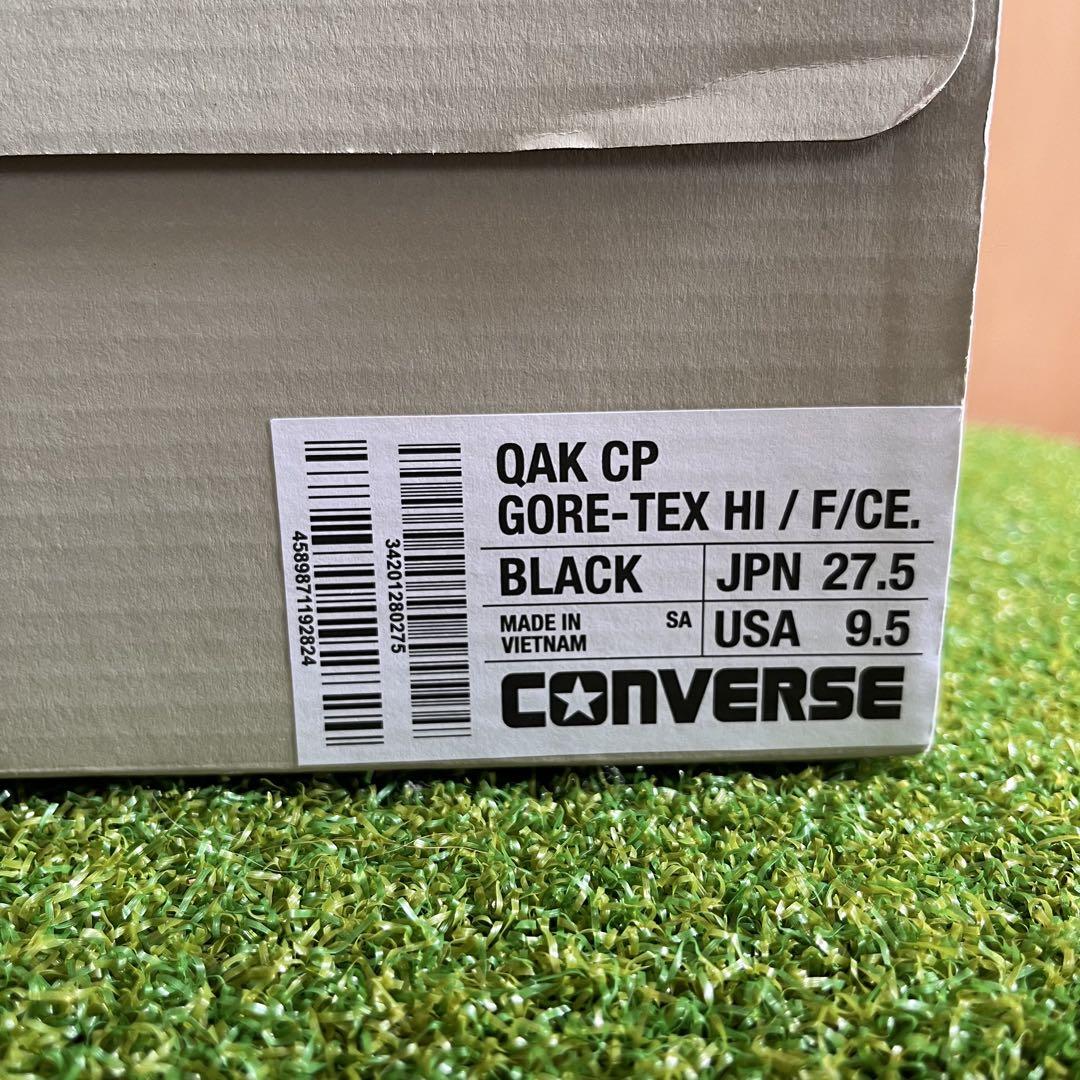 4589871192824
34201280275
QAK CP
GORE-TEX HI / F/CE.
BLACK
JPN 27.5
MADE IN
VIETNAM
SA
USA 9.5
CONVERSE